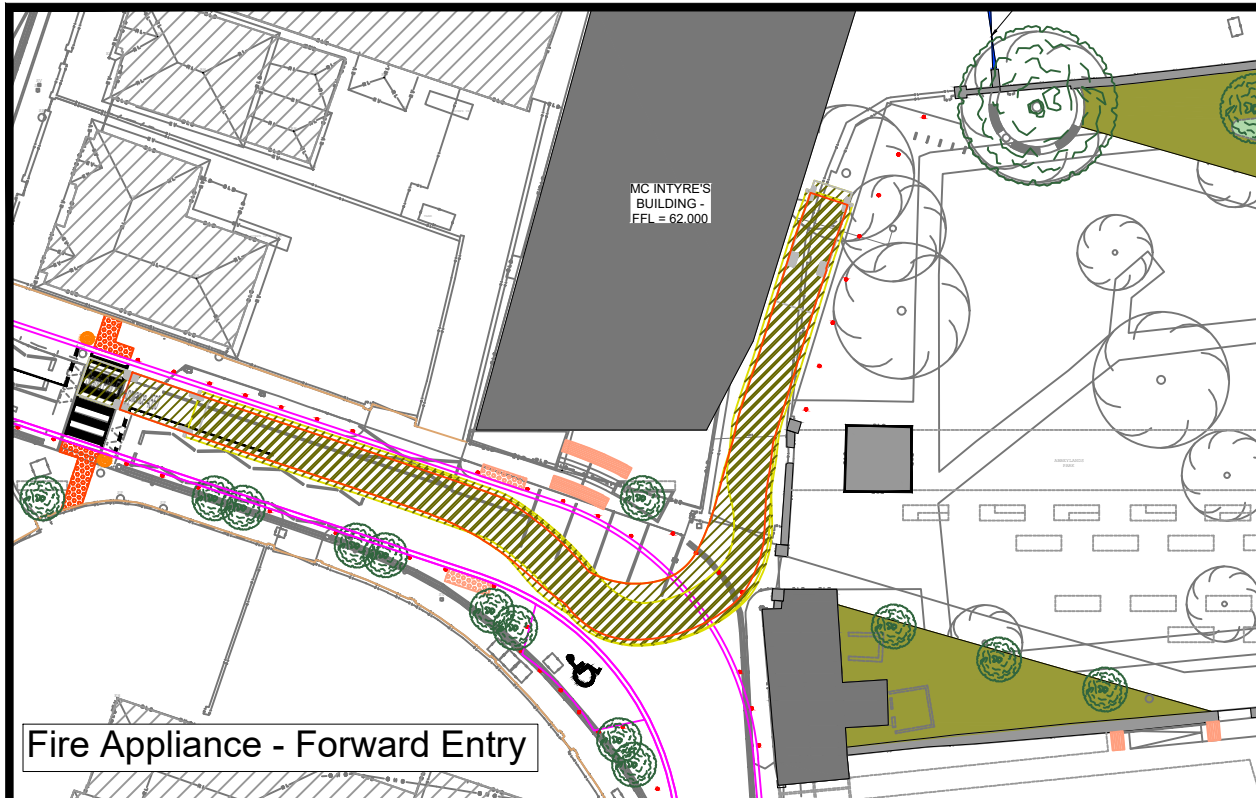 MC INTYRE'S
BUILDING -
FFL = 62.000
Fire Appliance - Forward Entry